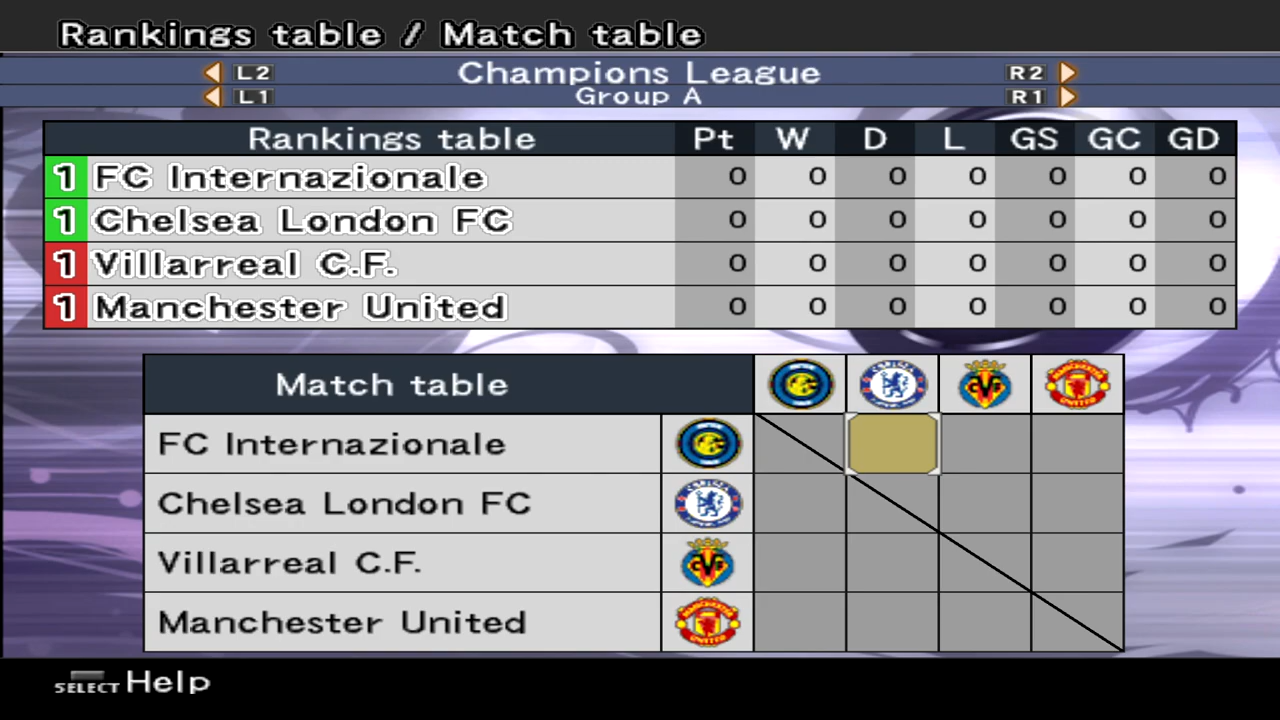 Rankings table / Match table
L2 Champions League R2
L1 Group A R1
Rankings table Pt W D L GS GC GD
1 FC Internazionale 0 0 0 0 0 0 0
1 Chelsea London FC 0 0 0 0 0 0 0
1 Villarreal C.F. 0 0 0 0 0 0 0
1 Manchester United 0 0 0 0 0 0 0
Match table
FC Internazionale
Chelsea London FC
Villarreal C.F.
Manchester United
SELECT Help